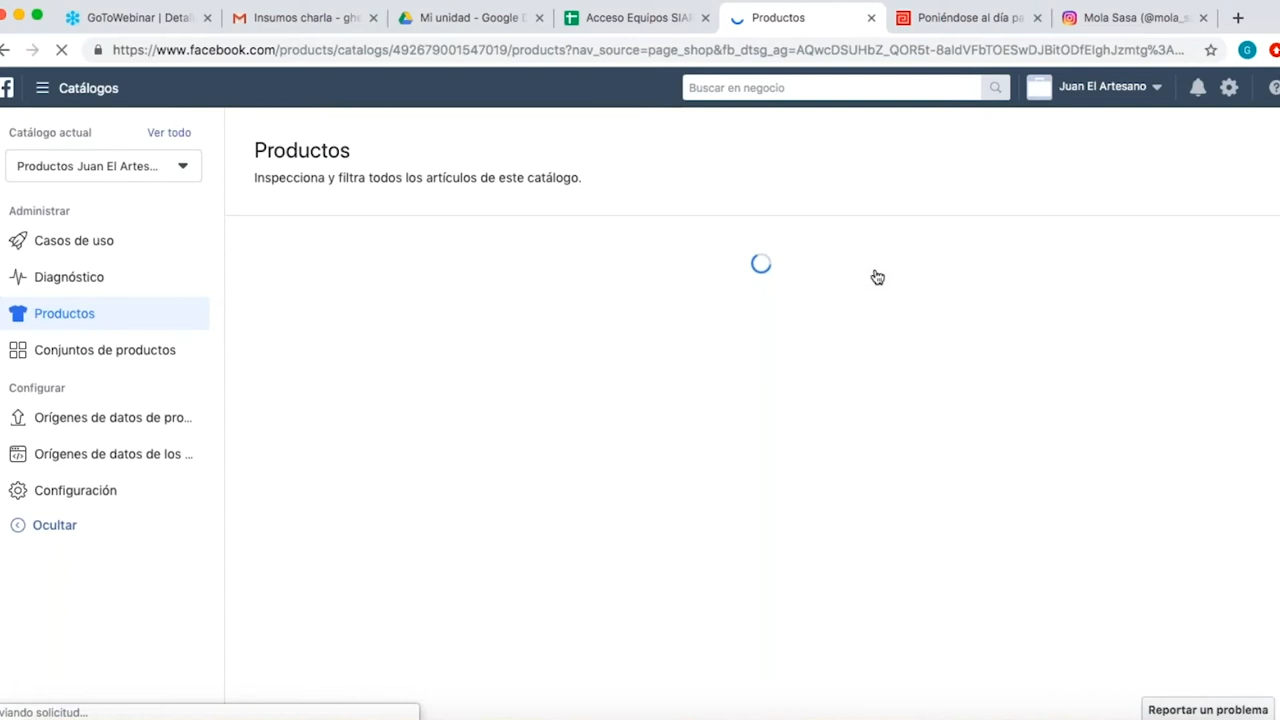 GoToWebinar | Detal
Insumos charla - ghe
Mi unidad - Google D
Acceso Equipos SIAR
Productos
Poniéndose al día pa
Mola Sasa (@mola_s
https://www.facebook.com/products/catalogs/492679001547019/products?nav_source=page_shop&fb_dtsg_ag=AQwcDSUHbZ_QOR5t-8aldVFbTOESwDJBitODfEIghJzmtg%3A...
G
Catálogos
Buscar en negocio
Juan El Artesano
Catálogo actual
Ver todo
Productos Juan El Artes...
Administrar
Casos de uso
Diagnóstico
Productos
Conjuntos de productos
Configurar
Orígenes de datos de pro...
Orígenes de datos de los ...
Configuración
Ocultar
Productos
Inspecciona y filtra todos los artículos de este catálogo.
viando solicitud...
Reportar un problema